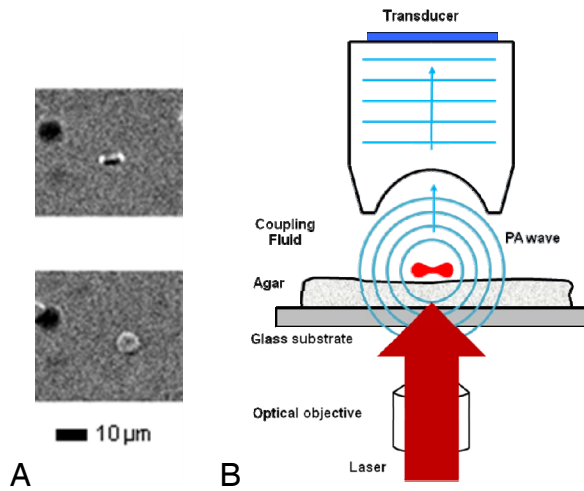 Transducer
Coupling
Fluid
PA wave
Agar
Glass substrate
Optical objective
Laser
10 µm
A
B